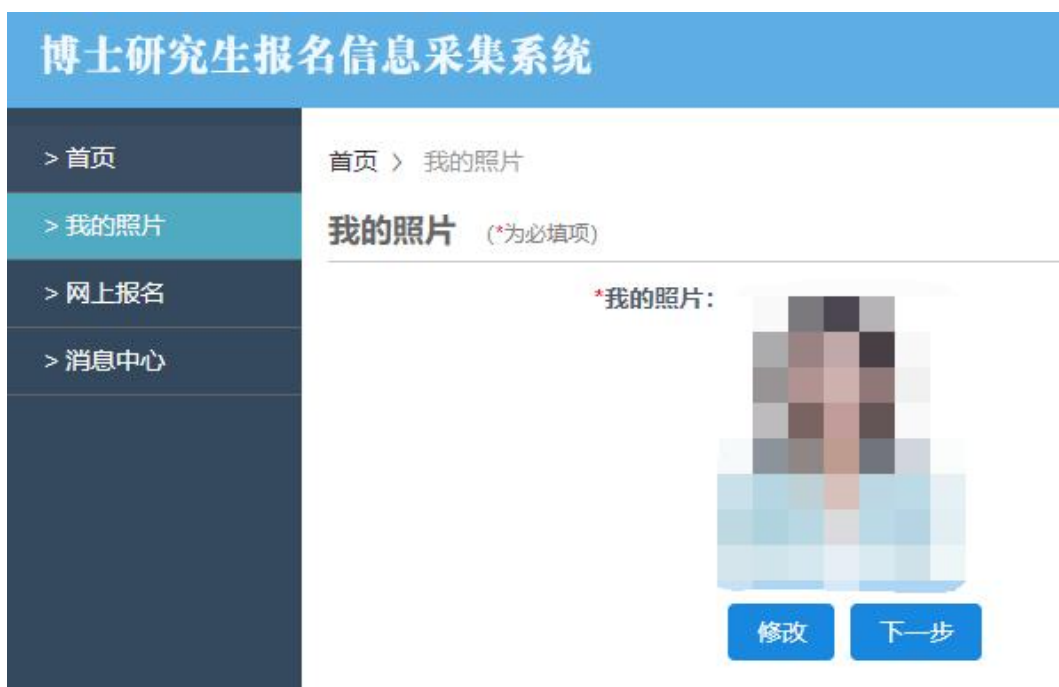 博士研究生报名信息采集系统
> 首页
> 我的照片
> 网上报名
> 消息中心
首页 > 我的照片
我的照片 (*为必填项)
*我的照片：
修改 下一步